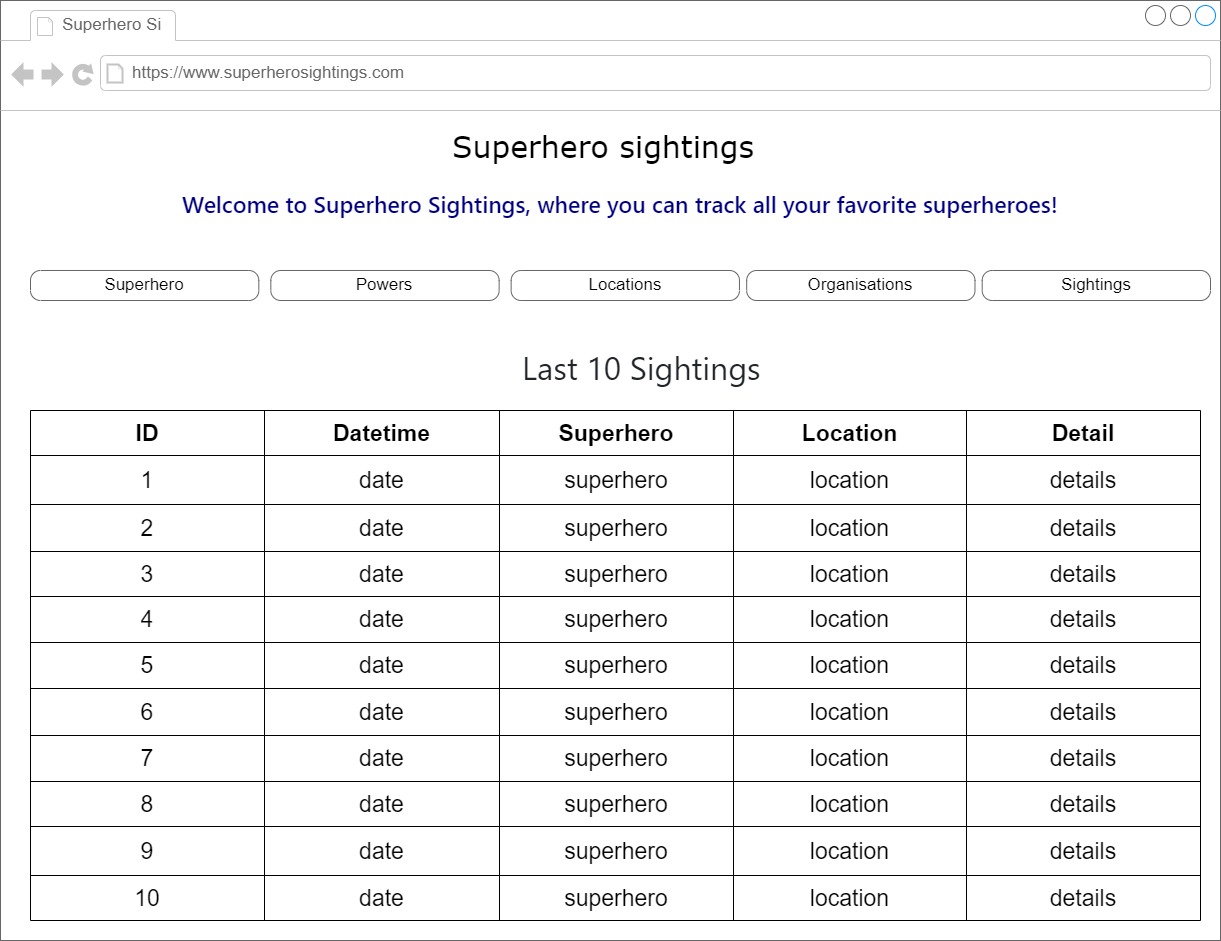 Superhero Si
https://www.superherosightings.com
Superhero sightings
Welcome to Superhero Sightings, where you can track all your favorite superheroes!
Superhero Powers Locations Organisations Sightings
Last 10 Sightings
ID Datetime Superhero Location Detail
1 date superhero location details
2 date superhero location details
3 date superhero location details
4 date superhero location details
5 date superhero location details
6 date superhero location details
7 date superhero location details
8 date superhero location details
9 date superhero location details
10 date superhero location details